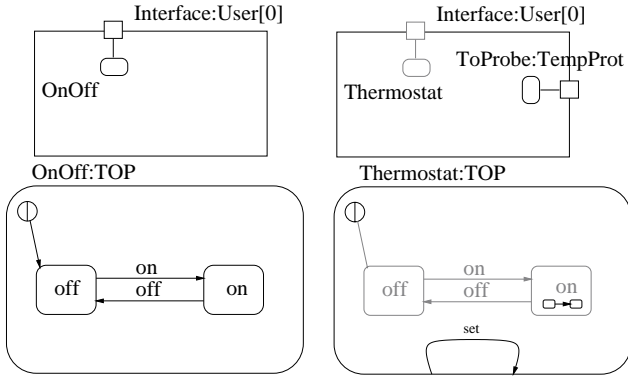 Interface:User[0]
OnOff
OnOff:TOP
off
on
off
on
Interface:User[0]
ToProbe:TempProt
Thermostat
Thermostat:TOP
off
on
off
on
set